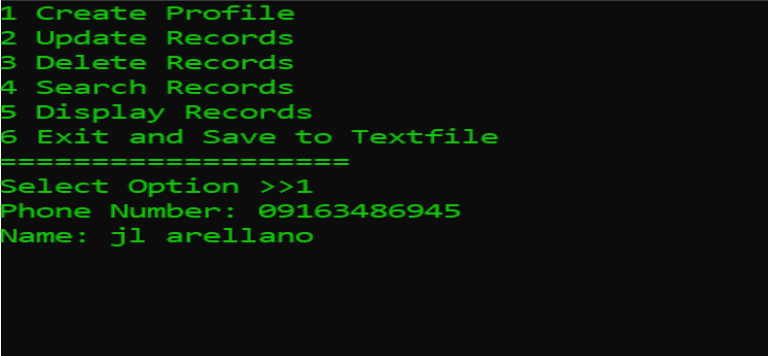 1 Create Profile
2 Update Records
3 Delete Records
4 Search Records
5 Display Records
6 Exit and Save to Textfile
===================
Select Option >>1
Phone Number: 09163486945
Name: jl arellano